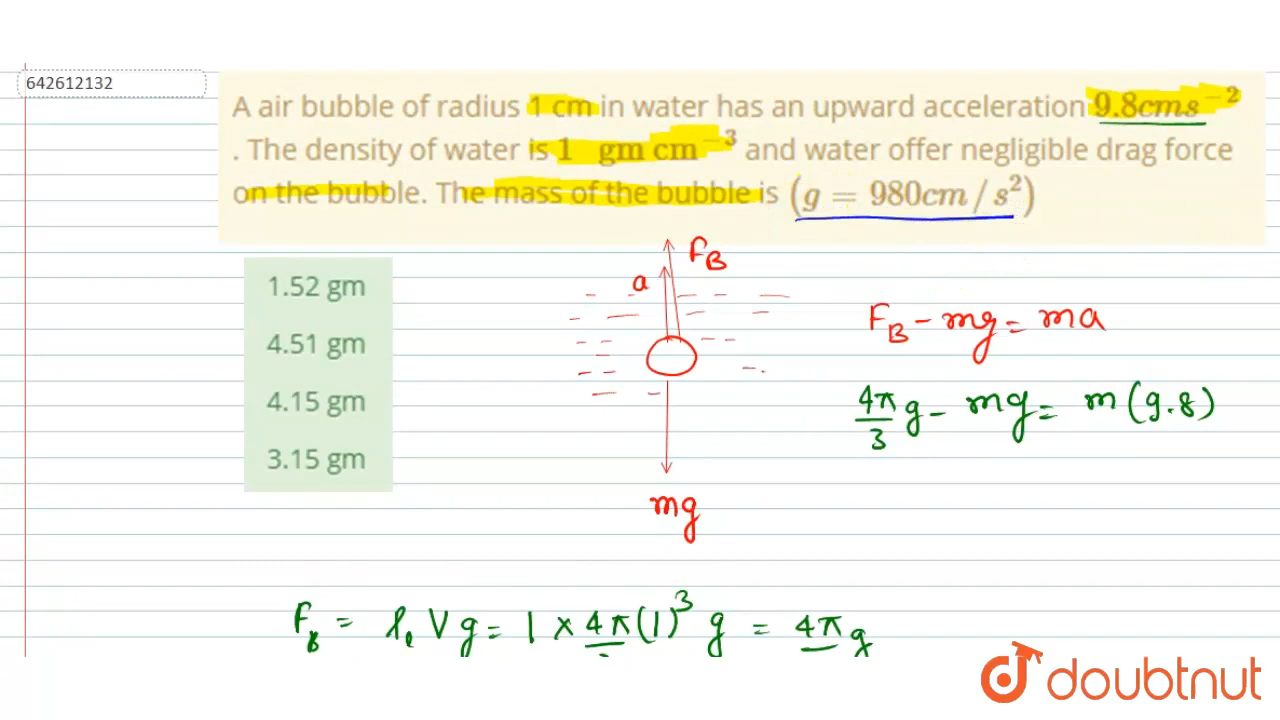 642612132
A air bubble of radius 1 cm in water has an upward acceleration 9.8cms⁻²
. The density of water is 1 gm cm⁻³ and water offer negligible drag force
on the bubble. The mass of the bubble is (g = 980cm/s²)
1.52 gm
4.51 gm
4.15 gm
3.15 gm
F_B
a
mg
F_B - mg = ma
4π/3 g - mg = m(9.8)
F_B = ρ_l V g = 1 × 4π (1)³ g = 4π g
doubtnut